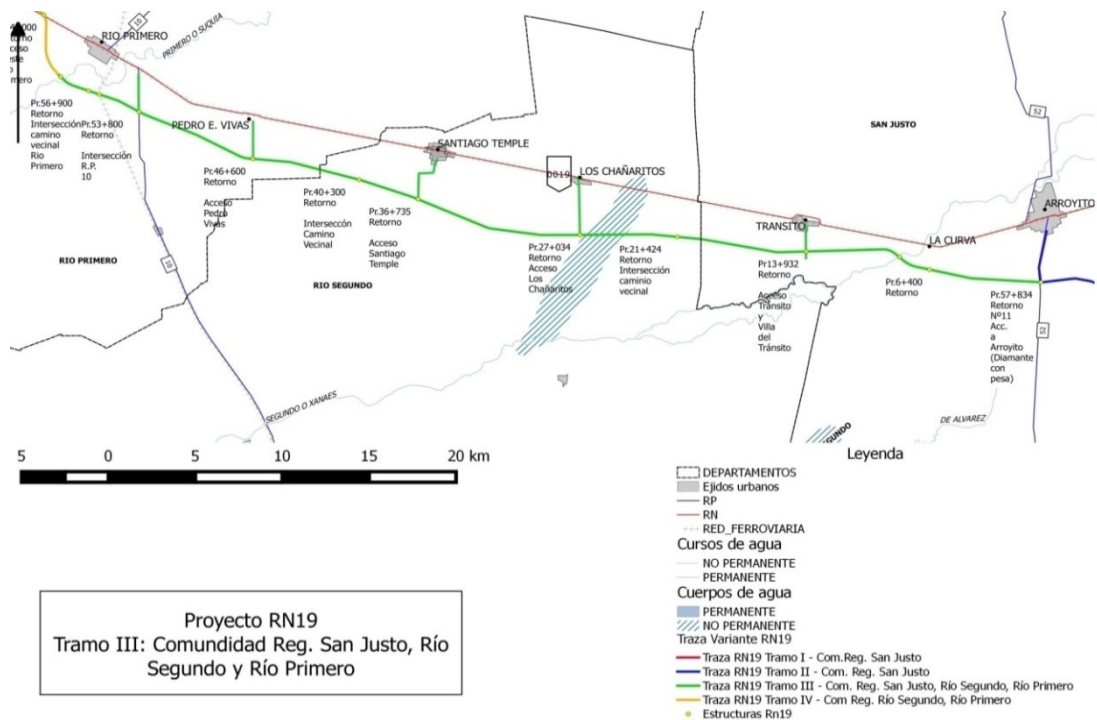 RIO PRIMERO
10
PRIMERO O SUQUIA
Pr.56+900
Retorno
Intersección
camino
vecinal
Rio
Primero
Pr.53+800
Retorno
Intersección
R.P.
10
PEDRO E. VIVAS
Pr.46+600
Retorno
Acceso
Pedro
Vivas
Pr.40+300
Retorno
Intersección
Camino
Vecinal
SANTIAGO TEMPLE
Pr.36+735
Retorno
Acceso
Santiago
Temple
0819
LOS CHAÑARITOS
Pr.27+034
Retorno
Acceso
Los
Chañaritos
Pr.21+424
Retorno
Intersección
caminio
vecinal
SAN JUSTO
52
TRANSITO
Pr13+932
Retorno
Acceso
Tránsito
y
Villa
del
Tránsito
LA CURVA
Pr.6+400
Retorno
ARROYITO
Pr.57+834
Retorno
Nº11
Acc.
a
Arroyito
(Diamante
con
pesa)
RIO PRIMERO
10
RIO SEGUNDO
SEGUNDO O XANAES
DE ALVAREZ
5 0 5 10 15 20 km
Leyenda
DEPARTAMENTOS
Ejidos urbanos
RP
RN
RED_FERROVIARIA
Cursos de agua
NO PERMANENTE
PERMANENTE
Cuerpos de agua
PERMANENTE
NO PERMANENTE
Traza Variante RN19
Traza RN19 Tramo I - Com.Reg. San Justo
Traza RN19 Tramo II - Com. Reg. San Justo
Traza RN19 Tramo III - Com. Reg. San Justo, Río Segundo, Río Primero
Traza RN19 Tramo IV - Com Reg. Río Segundo, Río Primero
Estructuras Rn19
Proyecto RN19
Tramo III: Comundidad Reg. San Justo, Río
Segundo y Río Primero